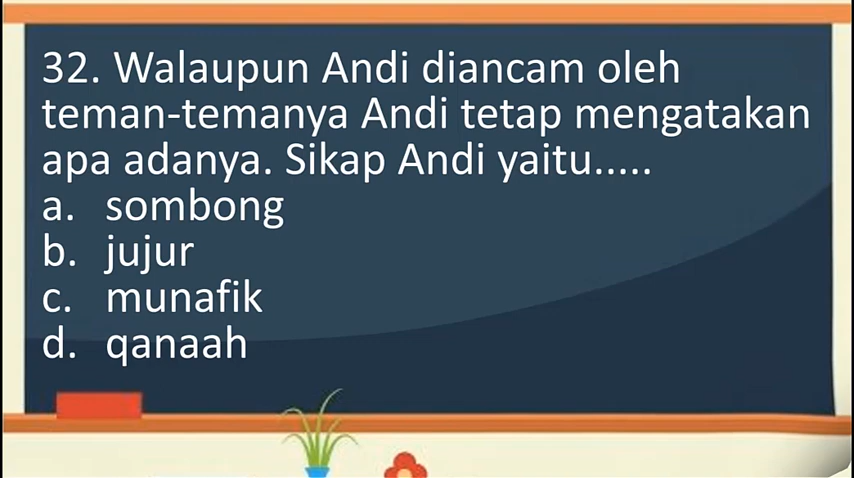 32. Walaupun Andi diancam oleh
teman-temanya Andi tetap mengatakan
apa adanya. Sikap Andi yaitu.....
a. sombong
b. jujur
c. munafik
d. qanaah